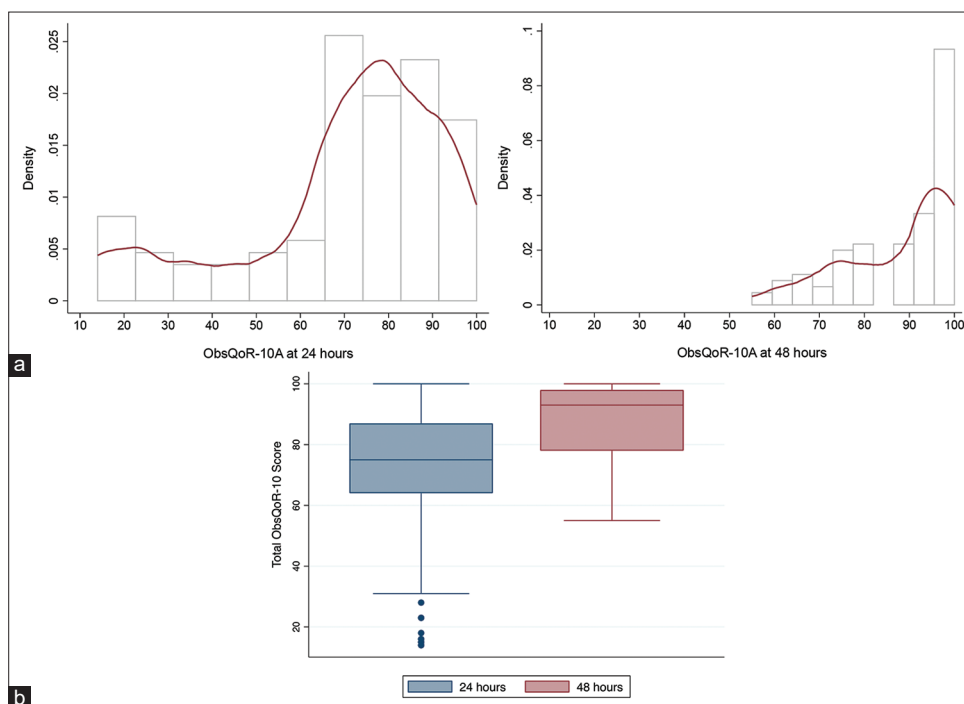 .025
.02
.015
.01
.005
0
Density
10 20 30 40 50 60 70 80 90 100
ObsQoR-10A at 24 hours
.1
.08
.06
.04
.02
0
Density
10 20 30 40 50 60 70 80 90 100
ObsQoR-10A at 48 hours
a
100
80
60
40
20
Total ObsQoR-10 Score
24 hours 48 hours
b